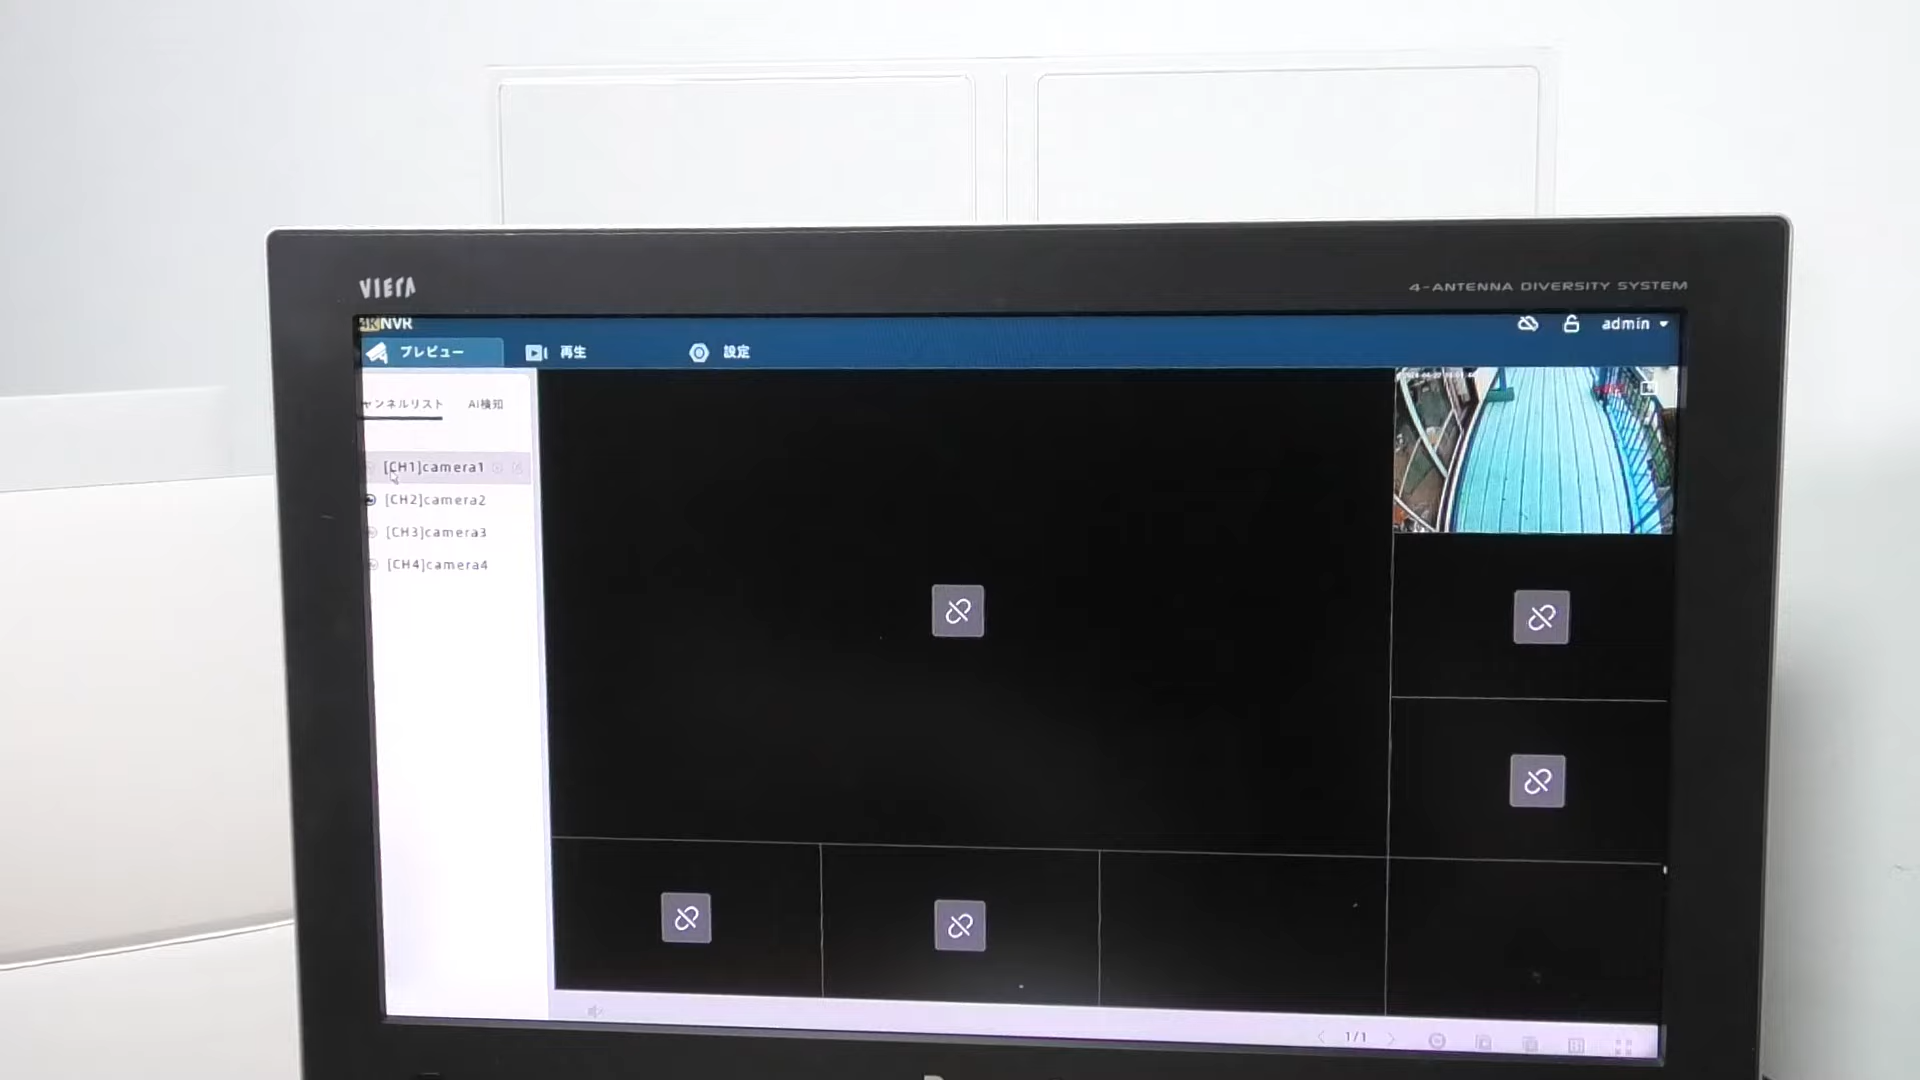 VIERA
4-ANTENNA DIVERSITY SYSTEM
4K NVR
admin
プレビュー
再生
設定
ャンネルリスト
AI検知
[CH1]camera1
[CH2]camera2
[CH3]camera3
[CH4]camera4
1/1